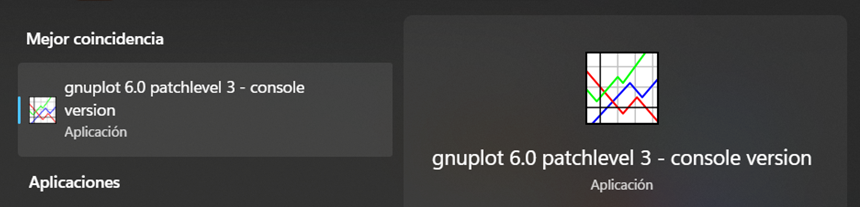 Mejor coincidencia
gnuplot 6.0 patchlevel 3 - console
version
Aplicación
Aplicaciones
gnuplot 6.0 patchlevel 3 - console version
Aplicación